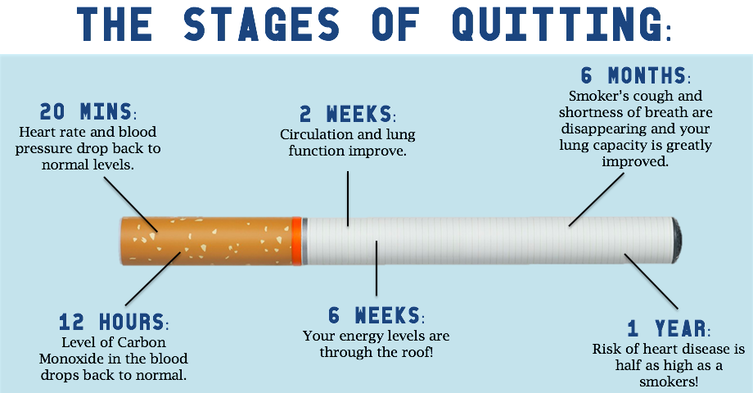 THE STAGES OF QUITTING:
20 MINS:
Heart rate and blood
pressure drop back to
normal levels.
2 WEEKS:
Circulation and lung
function improve.
6 MONTHS:
Smoker's cough and
shortness of breath are
disappearing and your
lung capacity is greatly
improved.
12 HOURS:
Level of Carbon
Monoxide in the blood
drops back to normal.
6 WEEKS:
Your energy levels are
through the roof!
1 YEAR:
Risk of heart disease is
half as high as a
smokers!